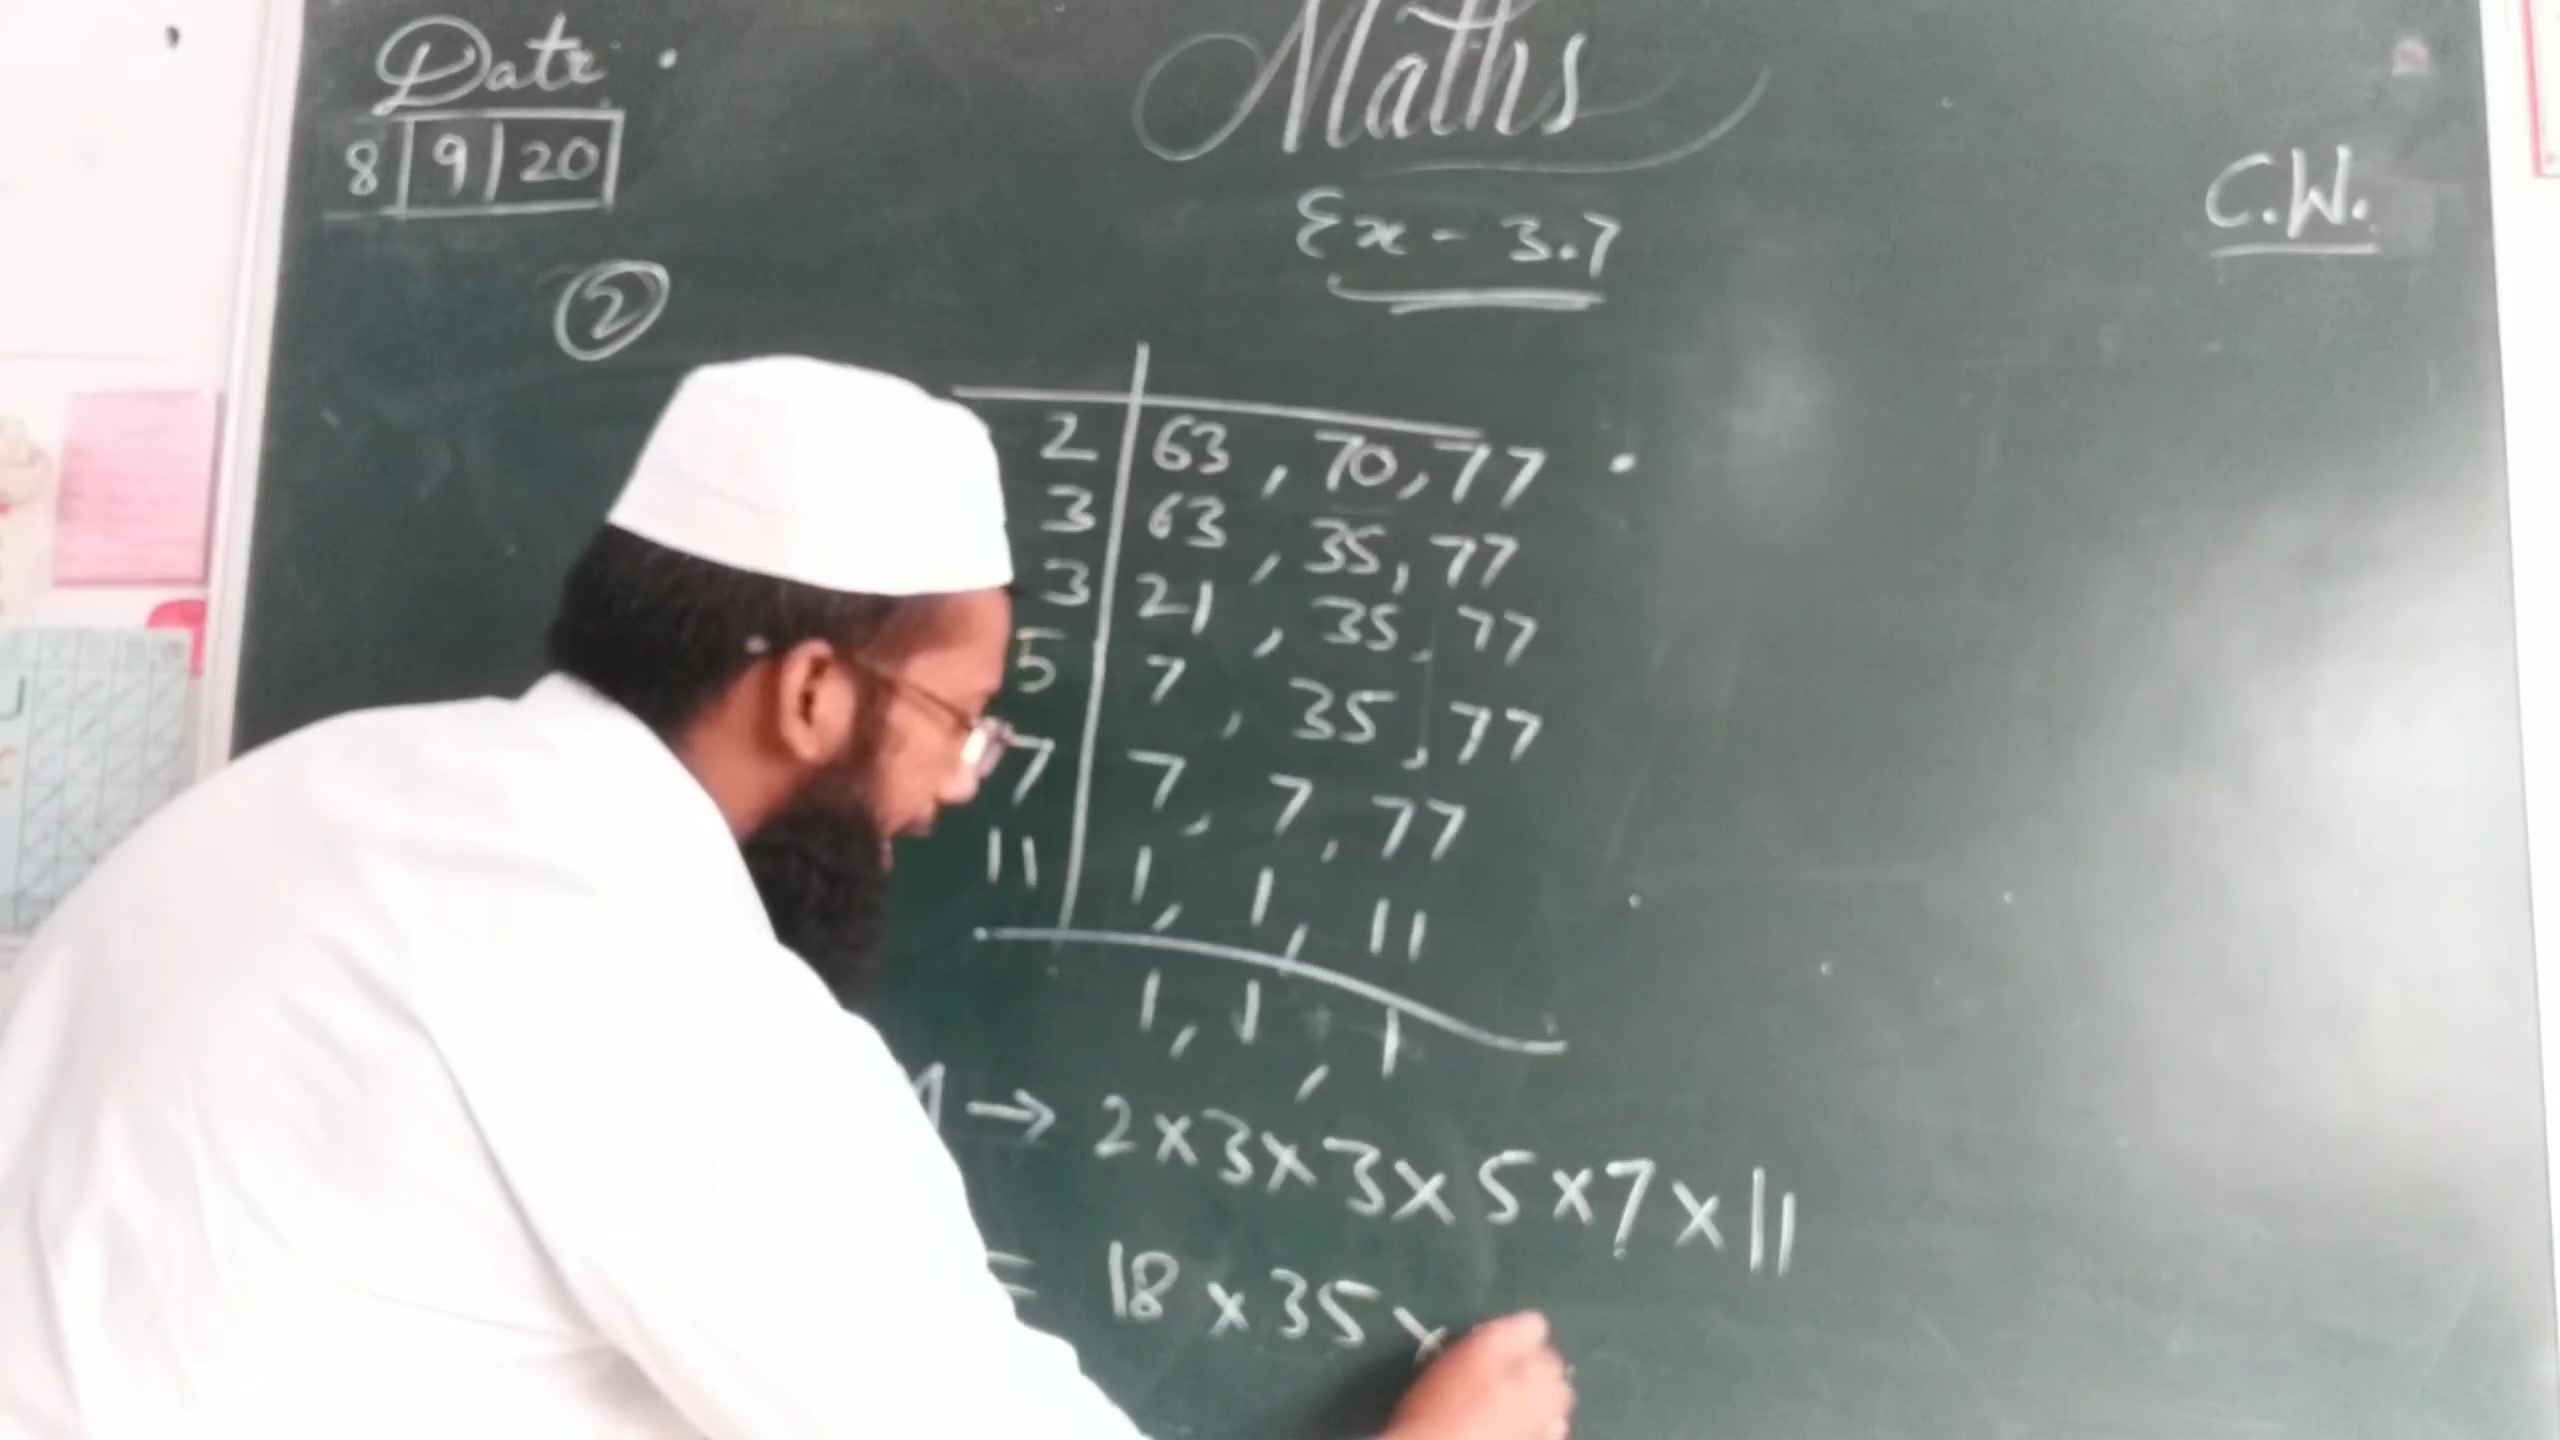 Date
Maths
8 | 9 | 20
C.W.
Ex - 3.7
2
2 | 63, 70, 77
3 | 63, 35, 77
3 | 21, 35, 77
5 | 7, 35, 77
7 | 7, 7, 77
11 | 1, 1, 11
1, 1, 1
→ 2×3×3×5×7×11
= 18×35×